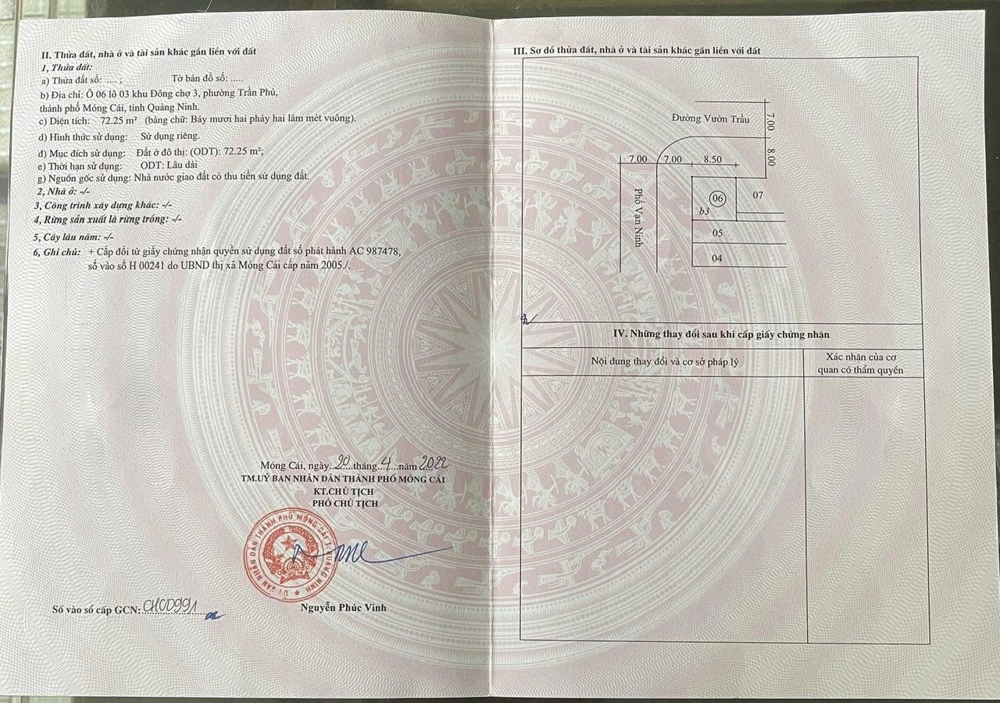 II. Thửa đất, nhà ở và tài sản khác gắn liền với đất
1, Thửa đất:
a) Thửa đất số: .... ; Tờ bản đồ số: .....
b) Địa chỉ: Ô 06 lô 03 khu Đông chợ 3, phường Trần Phú,
thành phố Móng Cái, tỉnh Quảng Ninh.
c) Diện tích: 72.25 m² (bằng chữ: Bảy mươi hai phảy hai lăm mét vuông).
d) Hình thức sử dụng: Sử dụng riêng.
đ) Mục đích sử dụng: Đất ở đô thị: (ODT): 72.25 m²;
e) Thời hạn sử dụng: ODT: Lâu dài
g) Nguồn gốc sử dụng: Nhà nước giao đất có thu tiền sử dụng đất.
2, Nhà ở: -/-
3, Công trình xây dựng khác: -/-
4, Rừng sản xuất là rừng trồng: -/-
5, Cây lâu năm: -/-
6, Ghi chú: + Cấp đổi từ giấy chứng nhận quyền sử dụng đất số phát hành AC 987478,
số vào sổ H 00241 do UBND thị xã Móng Cái cấp năm 2005./.
Móng Cái, ngày 20 tháng 4 năm 2022
TM.UỶ BAN NHÂN DÂN THÀNH PHỐ MÓNG CÁI
KT.CHỦ TỊCH
PHÓ CHỦ TỊCH
ỦY BAN NHÂN DÂN THÀNH PHỐ MÓNG CÁI T. QUẢNG NINH
Nguyễn Phúc Vinh
Số vào sổ cấp GCN: CH00991
III. Sơ đồ thửa đất, nhà ở và tài sản khác gắn liền với đất
Đường Vườn Trầu
7.00
8.00
7.00 7.00 8.50
Phố Vạn Ninh
06
07
b3
05
04
IV. Những thay đổi sau khi cấp giấy chứng nhận
Nội dung thay đổi và cơ sở pháp lý
Xác nhận của cơ
quan có thẩm quyền